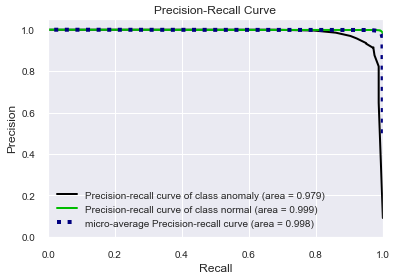 Precision-Recall Curve
1.0
0.8
0.6
0.4
0.2
0.0
Precision
Precision-recall curve of class anomaly (area = 0.979)
Precision-recall curve of class normal (area = 0.999)
micro-average Precision-recall curve (area = 0.998)
0.0 0.2 0.4 0.6 0.8 1.0
Recall